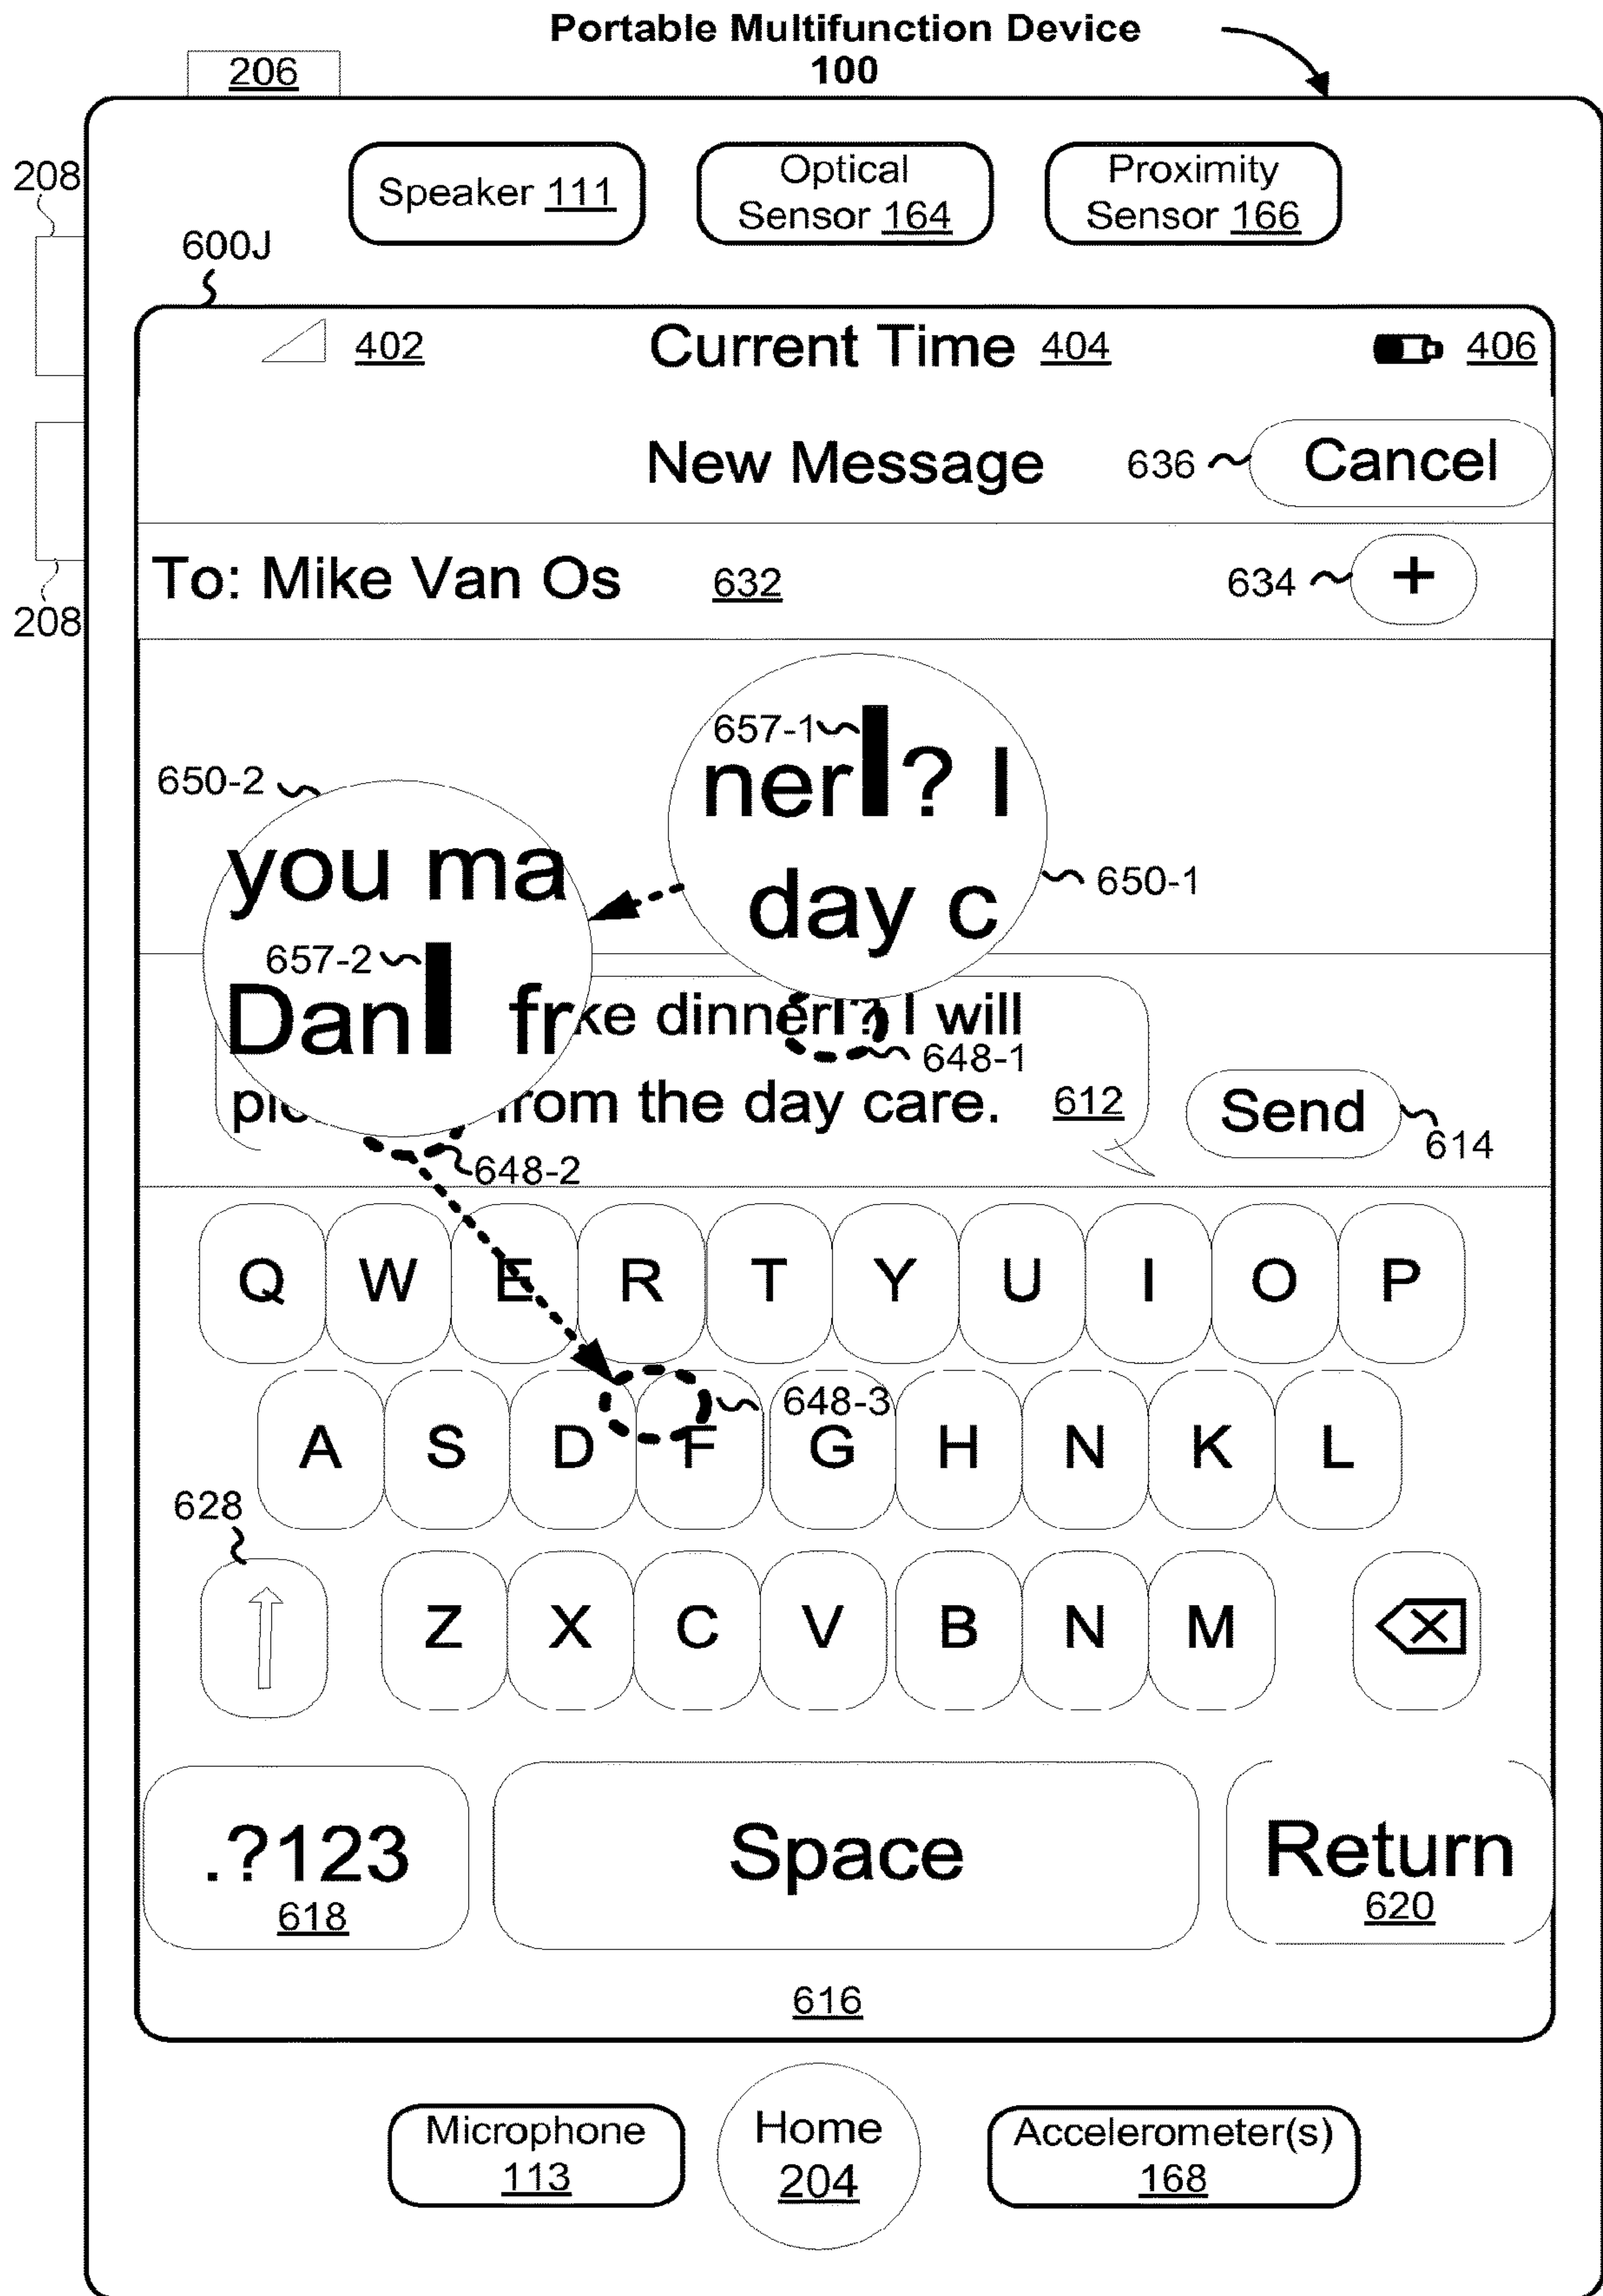 Portable Multifunction Device
100
206
208
Speaker 111
Optical
Sensor 164
Proximity
Sensor 166
600J
402
Current Time 404
406
New Message
636
Cancel
208
To: Mike Van Os
632
634
+
657-1
ner? I
650-2
you ma
day c
650-1
657-2
Dan fr
ke dinner? I will
648-1
from the day care.
612
Send
614
648-2
Q W E R T Y U I O P
648-3
A S D F G H N K L
628
Z X C V B N M
.?123
618
Space
Return
620
616
Microphone
113
Home
204
Accelerometer(s)
168